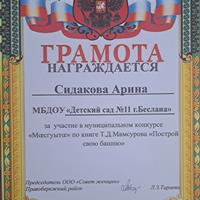 ГРАМОТА
НАГРАЖДАЕТСЯ
Сидакова Арина
МБДОУ «Детский сад №11 г.Беслана»
за участие в муниципальном конкурсе
«Мæсгуытæ» по книге Т.Д.Мамсурова «Построй
свою башню»
Председатель ООО «Совет женщин»
Правобережный район
Л.З.